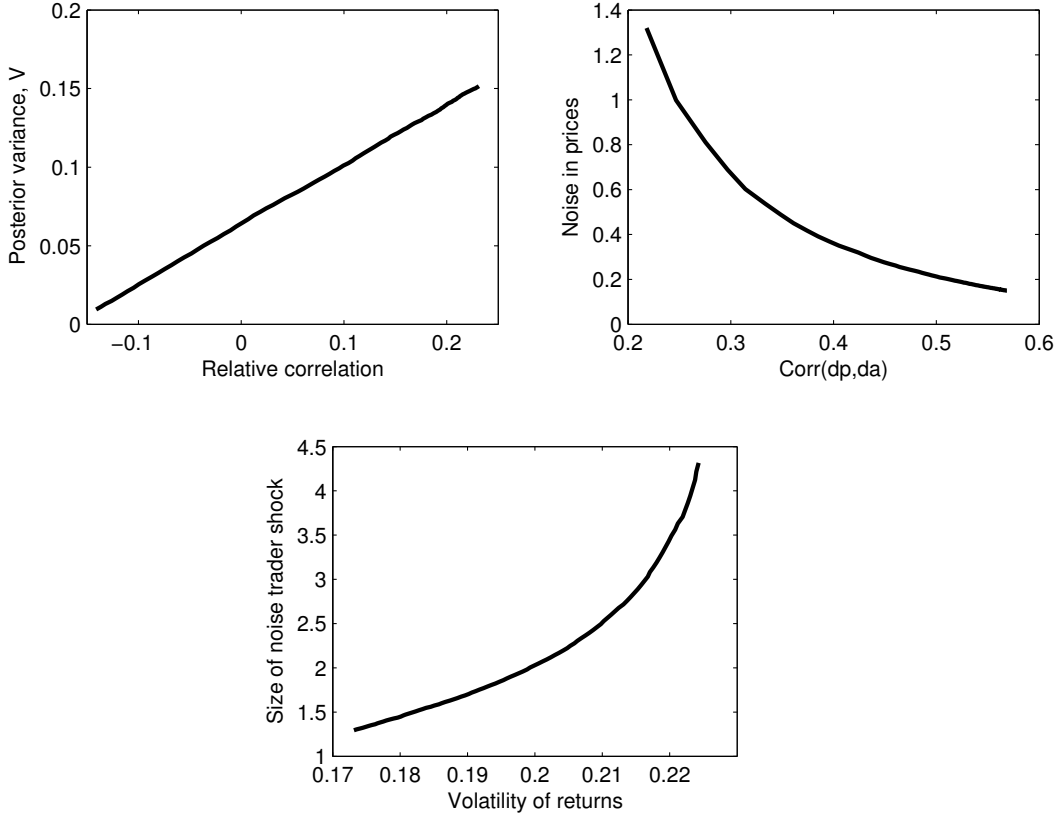 0.2
0.15
0.1
0.05
0
Posterior variance, V
−0.1 0 0.1 0.2
Relative correlation
1.4
1.2
1
0.8
0.6
0.4
0.2
0
Noise in prices
0.2 0.3 0.4 0.5 0.6
Corr(dp,da)
4.5
4
3.5
3
2.5
2
1.5
1
Size of noise trader shock
0.17 0.18 0.19 0.2 0.21 0.22
Volatility of returns